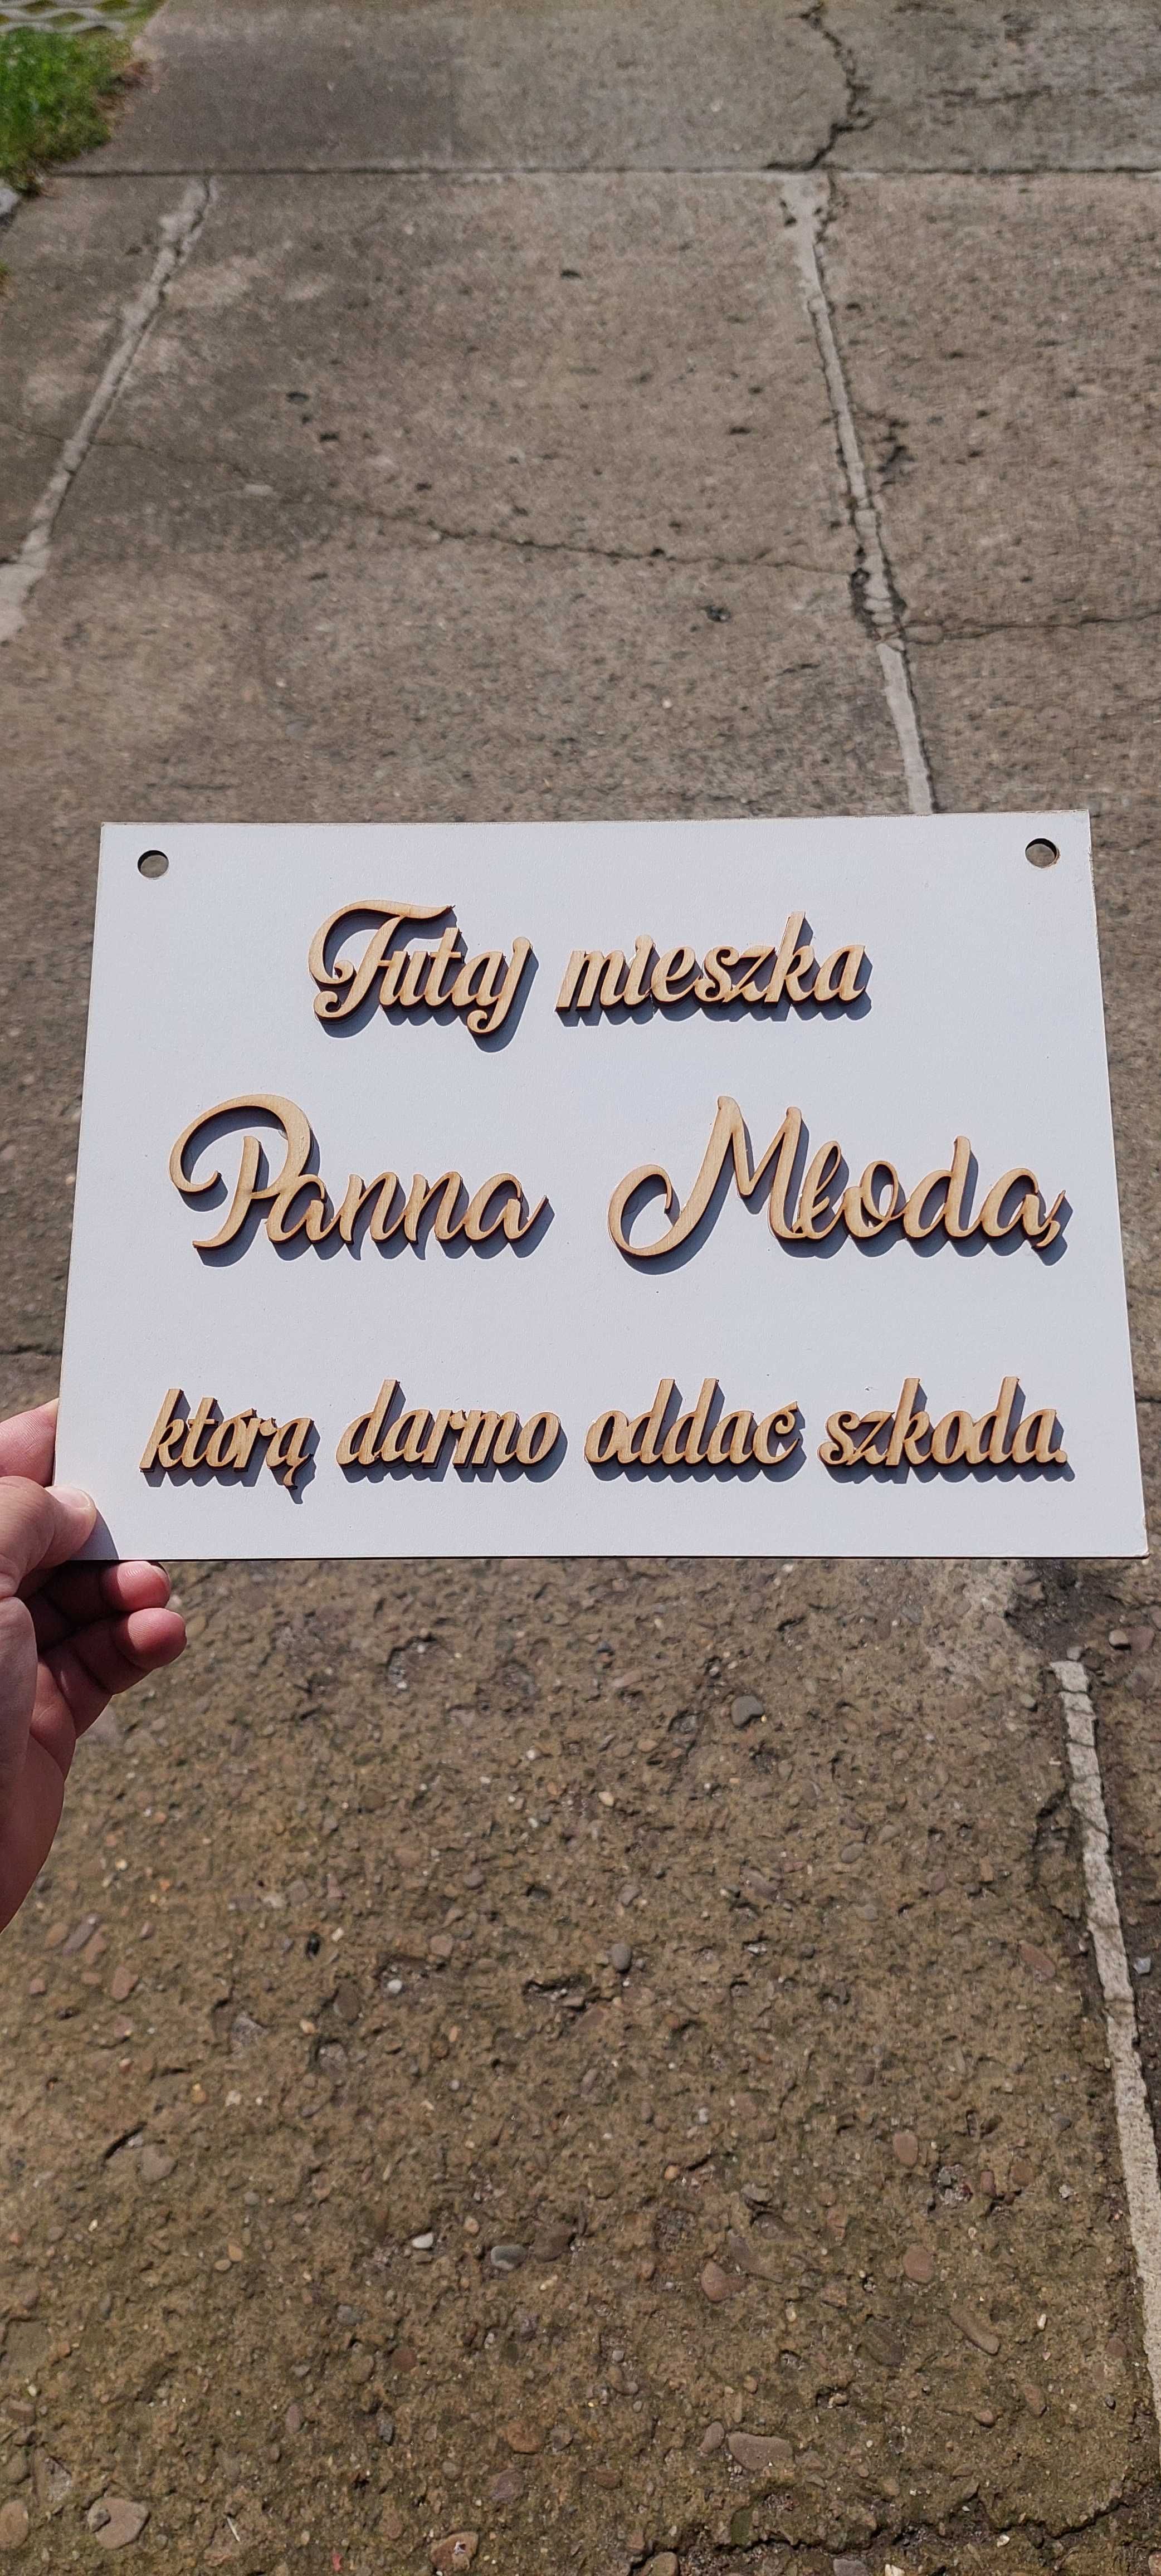 Tutaj mieszka
Panna Młoda,
którą darmo oddać szkoda.